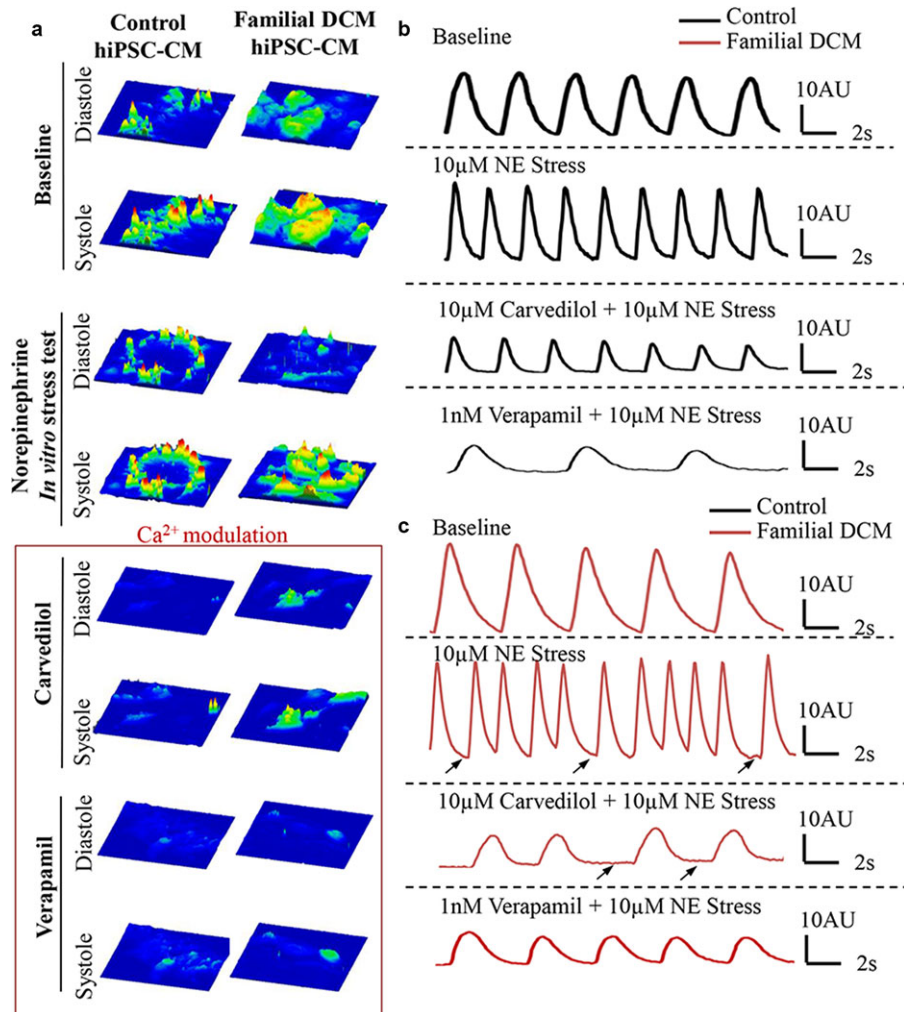 a
Control
hiPSC-CM
Familial DCM
hiPSC-CM
Baseline
Diastole
Systole
Norepinephrine
In vitro stress test
Diastole
Systole
Ca²⁺ modulation
Carvedilol
Diastole
Systole
Verapamil
Diastole
Systole
b
Control
Familial DCM
Baseline
10AU
2s
10µM NE Stress
10AU
2s
10µM Carvedilol + 10µM NE Stress
10AU
2s
1nM Verapamil + 10µM NE Stress
10AU
2s
c
Control
Familial DCM
Baseline
10AU
2s
10µM NE Stress
10AU
2s
10µM Carvedilol + 10µM NE Stress
10AU
2s
1nM Verapamil + 10µM NE Stress
10AU
2s